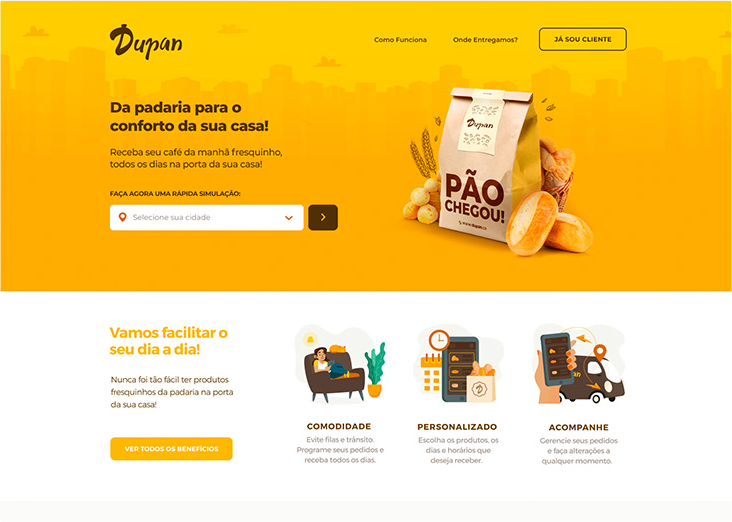 Dupan
Como Funciona
Onde Entregamos?
JÁ SOU CLIENTE
Da padaria para o
conforto da sua casa!
Receba seu café da manhã fresquinho,
todos os dias na porta da sua casa!
FAÇA AGORA UMA RÁPIDA SIMULAÇÃO:
Selecione sua cidade
Dupan
PÃO
CHEGOU!
Vamos facilitar o
seu dia a dia!
Nunca foi tão fácil ter produtos
fresquinhos da padaria na porta
da sua casa!
VER TODOS OS BENEFÍCIOS
COMODIDADE
Evite filas e trânsito.
Programe seus pedidos e
receba todos os dias.
PERSONALIZADO
Escolha os produtos, os
dias e horários que
deseja receber.
ACOMPANHE
Gerencie seus pedidos
e faça alterações a
qualquer momento.